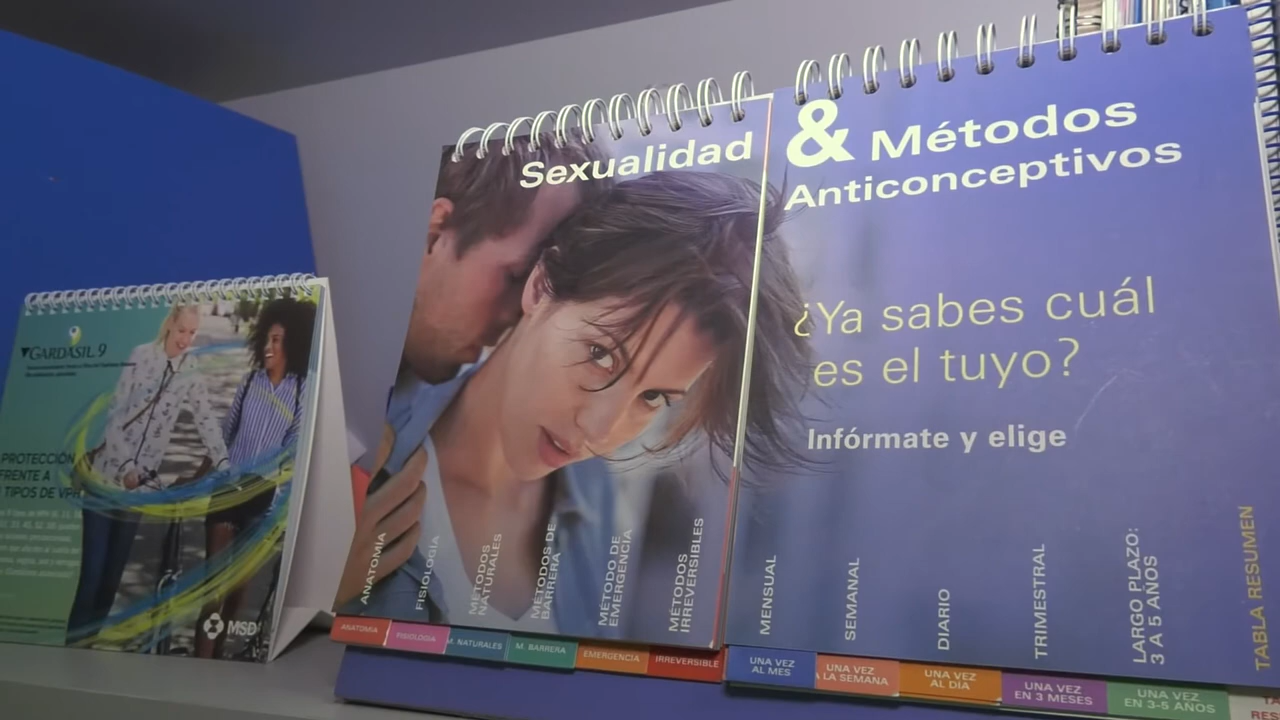 GARDASIL 9
PROTECCIÓN
FRENTE A
TIPOS DE VPH
MSD
Sexualidad
& Métodos
Anticonceptivos
¿Ya sabes cuál
es el tuyo?
Infórmate y elige
ANATOMÍA
FISIOLOGÍA
MÉTODOS
NATURALES
MÉTODOS DE
BARRERA
MÉTODO DE
EMERGENCIA
MÉTODOS
IRREVERSIBLES
MENSUAL
SEMANAL
DIARIO
TRIMESTRAL
LARGO PLAZO:
3 A 5 AÑOS
TABLA RESUMEN
ANATOMÍA
FISIOLOGÍA
M. NATURALES
M. BARRERA
EMERGENCIA
IRREVERSIBLE
UNA VEZ
AL MES
UNA VEZ
A LA SEMANA
UNA VEZ
AL DÍA
UNA VEZ
EN 3 MESES
UNA VEZ
EN 3-5 AÑOS
TA
RES